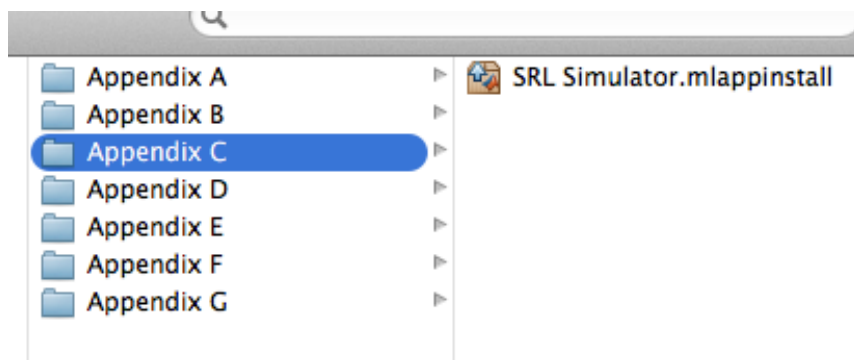 Appendix A
Appendix B
Appendix C
Appendix D
Appendix E
Appendix F
Appendix G
SRL Simulator.mlappinstall